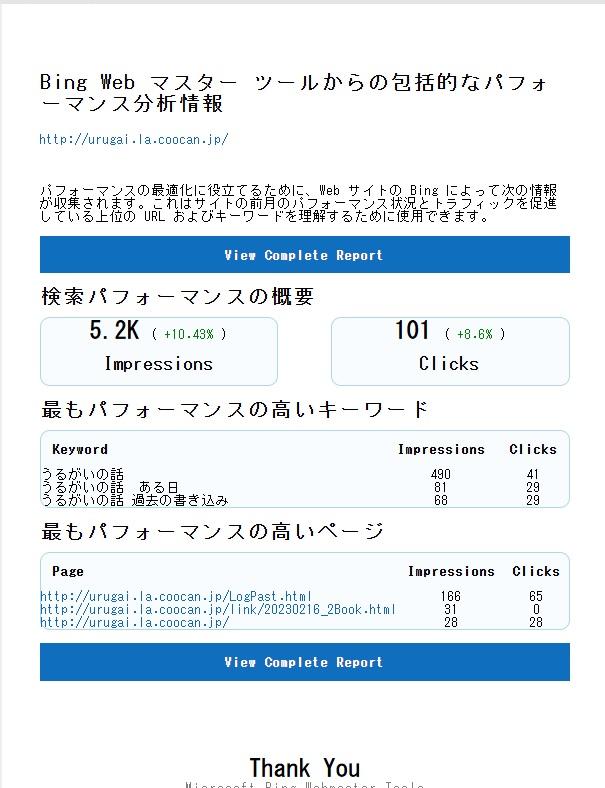 Bing Web マスター ツールからの包括的なパフォ
ーマンス分析情報
http://urugai.la.coocan.jp/
パフォーマンスの最適化に役立てるために、Web サイトの Bing によって次の情報
が収集されます。これはサイトの前月のパフォーマンス状況とトラフィックを促進
している上位の URL およびキーワードを理解するために使用できます。
View Complete Report
検索パフォーマンスの概要
5.2K ( +10.43% ) 101 ( +8.6% )
Impressions Clicks
最もパフォーマンスの高いキーワード
Keyword Impressions Clicks
うるがいの話 490 41
うるがいの話　ある日 81 29
うるがいの話 過去の書き込み 68 29
最もパフォーマンスの高いページ
Page Impressions Clicks
http://urugai.la.coocan.jp/LogPast.html 166 65
http://urugai.la.coocan.jp/link/20230216_2Book.html 31 0
http://urugai.la.coocan.jp/ 28 28
View Complete Report
Thank You
Microsoft Bing Webmaster Tools